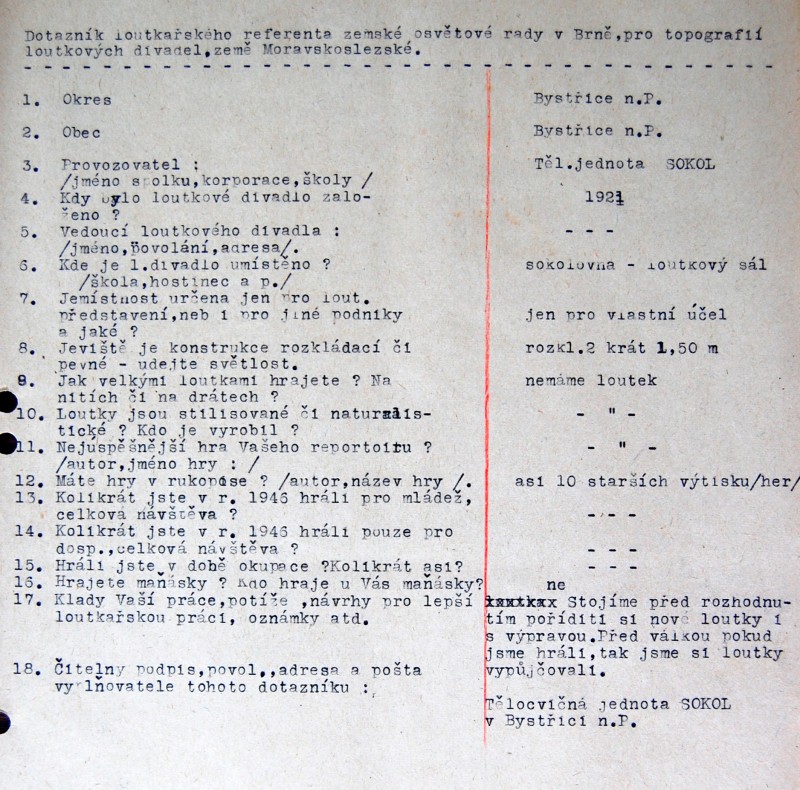 Dotazník loutkařského referenta zemské osvětové rady v Brně,pro topografii
loutkových divadel,země Moravskoslezské.
1. Okres Bystřice n.P.
2. Obec Bystřice n.P.
3. Provozovatel : Těl.jednota SOKOL
/jméno spolku,korporace,školy /
4. Kdy bylo loutkové divadlo zalo- 1921
ženo ?
5. Vedoucí loutkového divadla : - - -
/jméno,povolání,adresa/.
6. Kde je l.divadlo umístěno ? sokolovna - loutkový sál
/škola,hostinec a p./
7. Jemístnost určena jen pro lout.
představení,neb i pro jiné podniky jen pro vlastní účel
a jaké ?
8. Jeviště je konstrukce rozkládací či rozkl.2 krát 1,50 m
pevné - udejte světlost.
9. Jak velkými loutkami hrajete ? Na nemáme loutek
nitích či na drátech ?
10. Loutky jsou stilisované či naturalis- - " -
tické ? Kdo je vyrobil ?
11. Nejúspěšnější hra Vašeho reportoitu ? - " -
/autor,jméno hry : /
12. Máte hry v rukopise ? /autor,název hry /. asi 10 starších výtisku/her/
13. Kolikrát jste v r. 1946 hráli pro mládež,
celková návštěva ? - - -
14. Kolikrát jste v r. 1946 hráli pouze pro
dosp.,celková návštěva ? - - -
15. Hráli jste v době okupace ?Kolikrát asi? - - -
16. Hrajete maňásky ? Kdo hraje u Vás maňásky? ne
17. Klady Vaší práce,potíže ,návrhy pro lepší Stojíme před rozhodnu-
loutkařskou práci, oznámky atd. tím poříditi si nové loutky i
s výpravou.Před válkou pokud
jsme hráli,tak jsme si loutky
18. Čitelny podpis,povol.,,adresa a pošta vypůjčovali.
vyplňovatele tohoto dotazníku :
Tělocvičná jednota SOKOL
v Bystřici n.P.